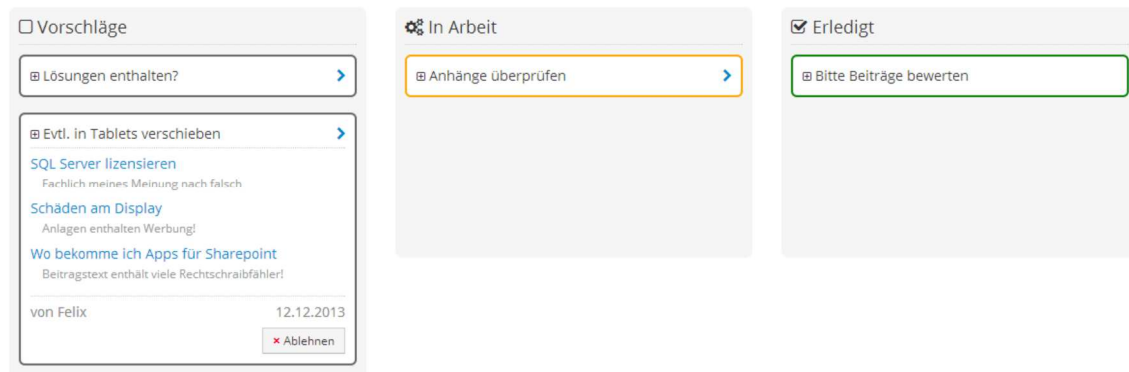 Vorschläge
Lösungen enthalten?
Evtl. in Tablets verschieben
SQL Server lizensieren
Fachlich meines Meinung nach falsch
Schäden am Display
Anlagen enthalten Werbung!
Wo bekomme ich Apps für Sharepoint
Beitragstext enthält viele Rechtschraibfähler!
von Felix 12.12.2013
× Ablehnen
In Arbeit
Anhänge überprüfen
Erledigt
Bitte Beiträge bewerten